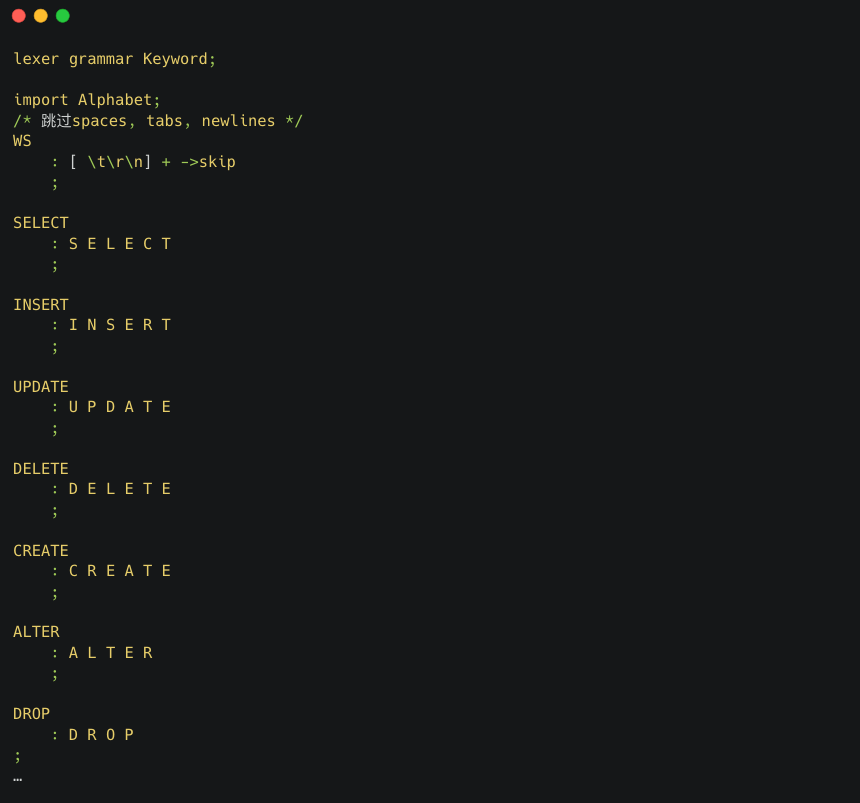 lexer grammar Keyword;
import Alphabet;
/* 跳过spaces, tabs, newlines */
WS
    : [ \t\r\n] + ->skip
    ;
SELECT
    : S E L E C T
    ;
INSERT
    : I N S E R T
    ;
UPDATE
    : U P D A T E
    ;
DELETE
    : D E L E T E
    ;
CREATE
    : C R E A T E
    ;
ALTER
    : A L T E R
    ;
DROP
    : D R O P
;
…